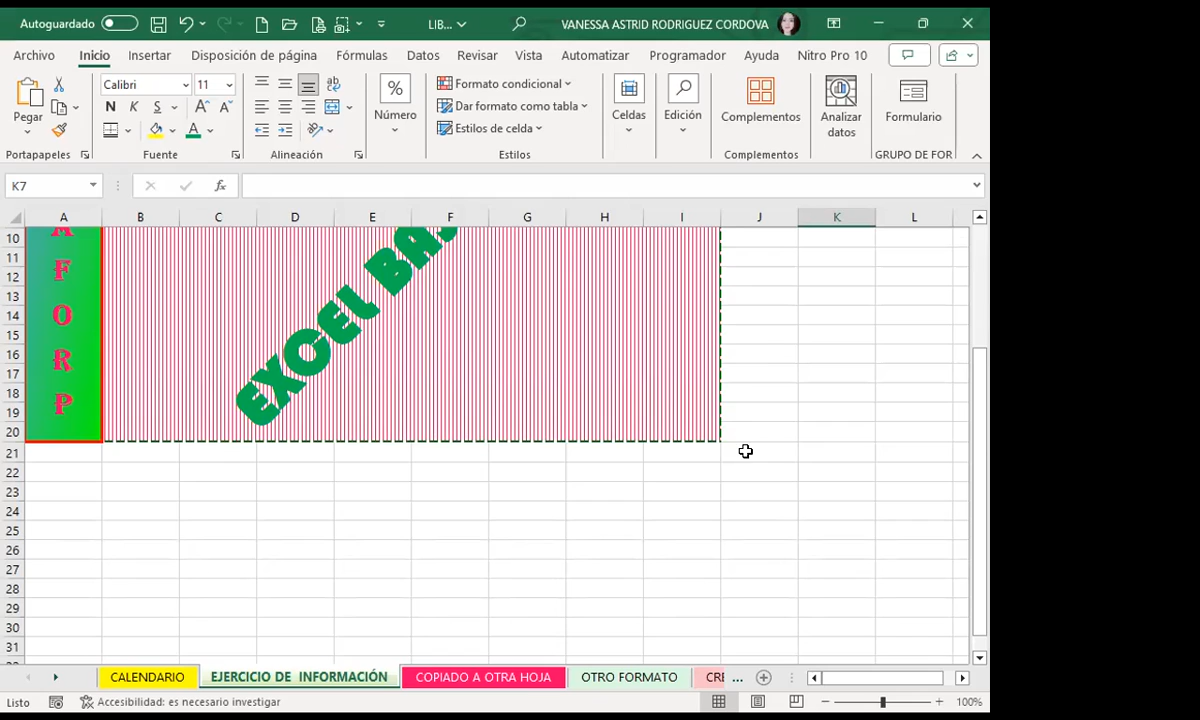 Autoguardado
LIB...
VANESSA ASTRID RODRIGUEZ CORDOVA
Archivo Inicio Insertar Disposición de página Fórmulas Datos Revisar Vista Automatizar Programador Ayuda Nitro Pro 10
Calibri 11
Pegar
N K S
Número
Formato condicional
Dar formato como tabla
Estilos de celda
Celdas
Edición
Complementos
Analizar
datos
Formulario
Portapapeles Fuente Alineación Estilos Complementos GRUPO DE FOR
K7
fx
A B C D E F G H I J K L
10
11
12
13
14
15
16
17
18
19
20
21
22
23
24
25
26
27
28
29
30
31
A
F
O
R
P
EXCEL BAS
CALENDARIO EJERCICIO DE INFORMACIÓN COPIADO A OTRA HOJA OTRO FORMATO CRE ...
Listo Accesibilidad: es necesario investigar 100%